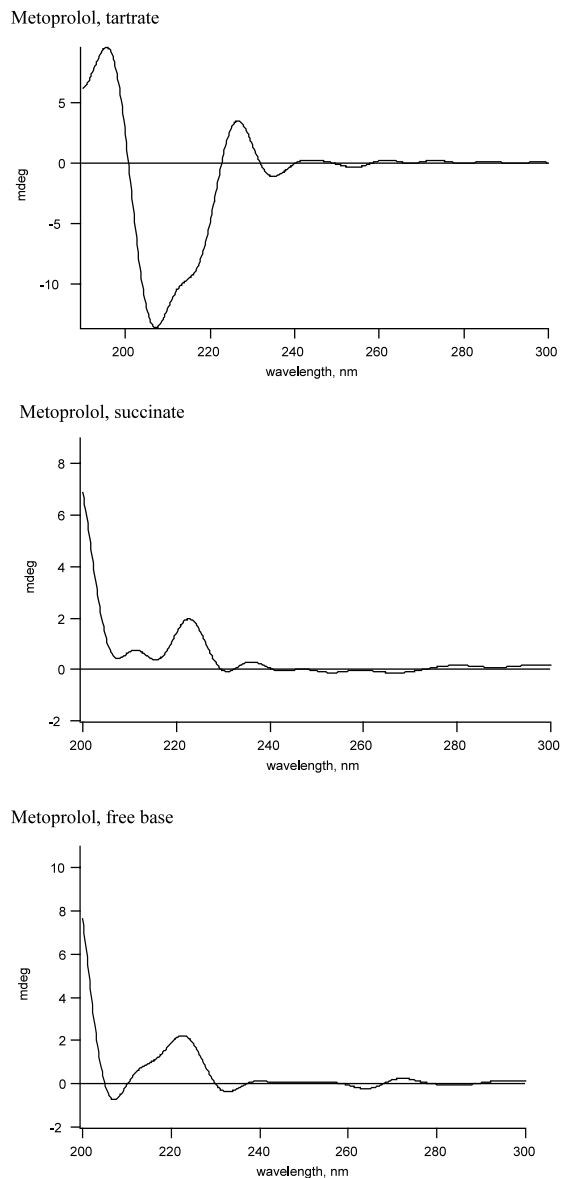 Metoprolol, tartrate
5
0
-5
-10
mdeg
200 220 240 260 280 300
wavelength, nm
Metoprolol, succinate
8
6
4
2
0
-2
mdeg
200 220 240 260 280 300
wavelength, nm
Metoprolol, free base
10
8
6
4
2
0
-2
mdeg
200 220 240 260 280 300
wavelength, nm